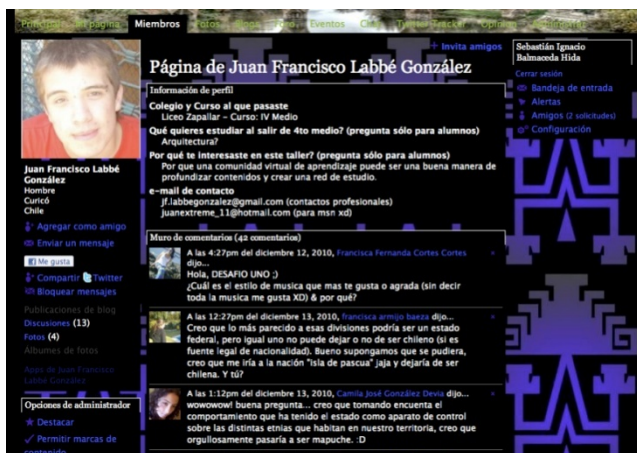 Miembros
Fotos
Eventos
Twitter Tracker
Invita amigos
Página de Juan Francisco Labbé González
Información de perfil
Colegio y Curso al que pasaste
Liceo Zapallar - Curso: IV Medio
Qué quieres estudiar al salir de 4to medio? (pregunta sólo para alumnos)
Arquitectura?
Por qué te interesaste en este taller? (pregunta sólo para alumnos)
Por que una comunidad virtual de aprendizaje puede ser una buena manera de
profundizar contenidos y crear una red de estudio.
e-mail de contacto
jf.labbegonzalez@gmail.com (contactos profesionales)
juanextreme_11@hotmail.com (para msn xd)
Muro de comentarios (42 comentarios)
A las 4:27pm del diciembre 12, 2010, Francisca Fernanda Cortes Cortes
dijo...
Hola, DESAFIO UNO ;)
¿Cuál es el estilo de musica que mas te gusta o agrada (sin decir
toda la musica me gusta XD) & por qué?
A las 12:27pm del diciembre 13, 2010, francisca armijo baeza dijo...
Creo que lo más parecido a esas divisiones podría ser un estado
federal, pero igual uno no puede dejar o no de ser chileno (si es
fuente legal de nacionalidad). Bueno supongamos que se pudiera,
creo que me iría a la nación "isla de pascua" jaja y dejaría de ser
chilena. Y tú?
A las 1:12pm del diciembre 13, 2010, Camila José González Devia dijo...
wowowow! buena pregunta... creo que tomando encuenta el
comportamiento que ha tenido el estado como aparato de control
sobre las distintas etnias que habitan en nuestro territorio, creo que
orgullosamente pasaría a ser mapuche. :D
Juan Francisco Labbé
González
Hombre
Curicó
Chile
Agregar como amigo
Enviar un mensaje
Me gusta
Compartir Twitter
Bloquear mensajes
Publicaciones de blog
Discusiones (13)
Fotos (4)
Álbumes de fotos
Apps de Juan Francisco
Labbé González
Opciones de administrador
Destacar
Permitir marcas de
contenido
Sebastián Ignacio
Balmaceda Hida
Cerrar sesión
Bandeja de entrada
Alertas
Amigos (2 solicitudes)
Configuración